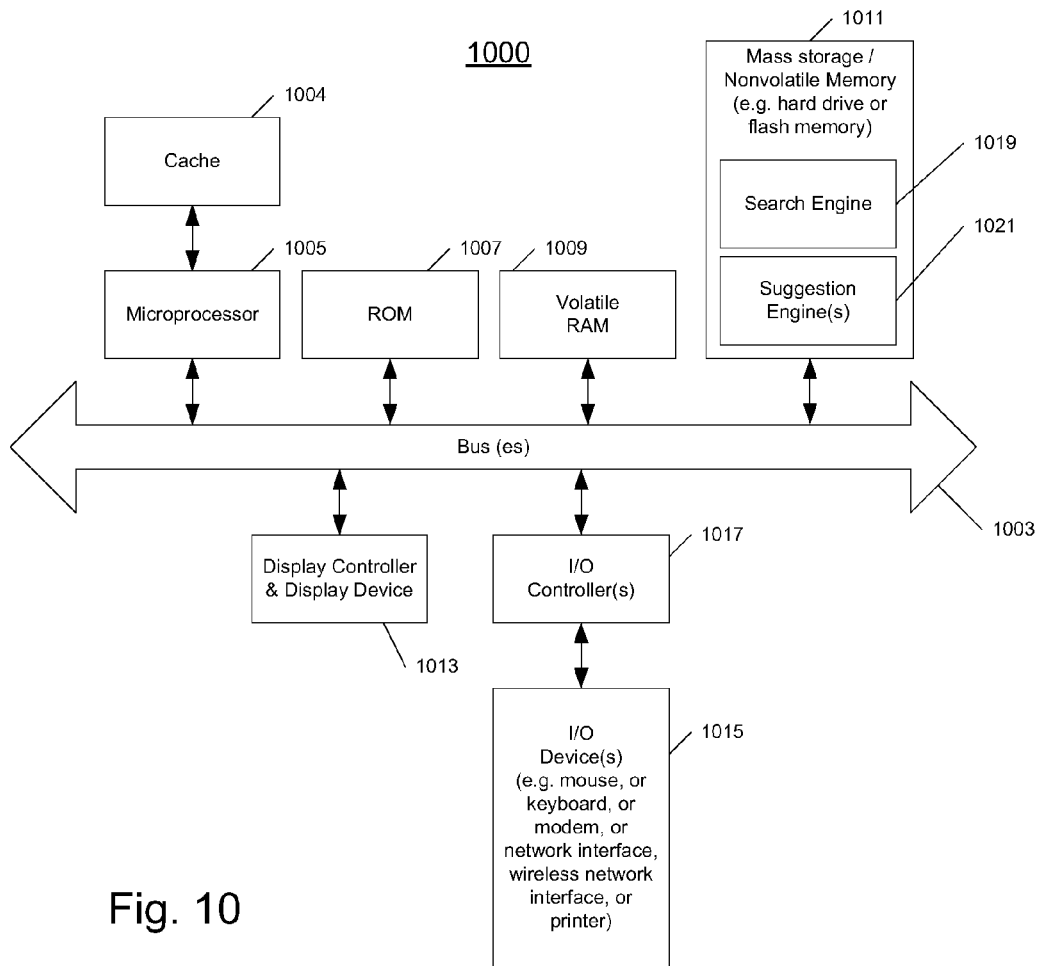 1000
1011
Mass storage /
Nonvolatile Memory
(e.g. hard drive or
flash memory)
1004
Cache
1019
Search Engine
1005
Microprocessor
1007
ROM
1009
Volatile
RAM
1021
Suggestion
Engine(s)
Bus (es)
1003
Display Controller
& Display Device
1013
1017
I/O
Controller(s)
1015
I/O
Device(s)
(e.g. mouse, or
keyboard, or
modem, or
network interface,
wireless network
interface, or
printer)
Fig. 10